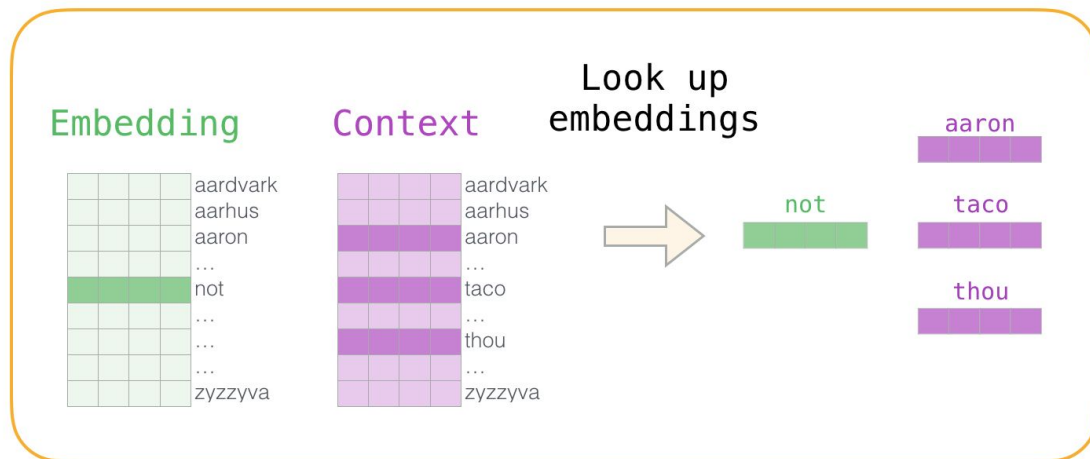 Look up
embeddings
Embedding
Context
aardvark
aarhus
aaron
...
not
...
...
...
zyzzyva
aardvark
aarhus
aaron
...
taco
...
thou
...
zyzzyva
not
aaron
taco
thou